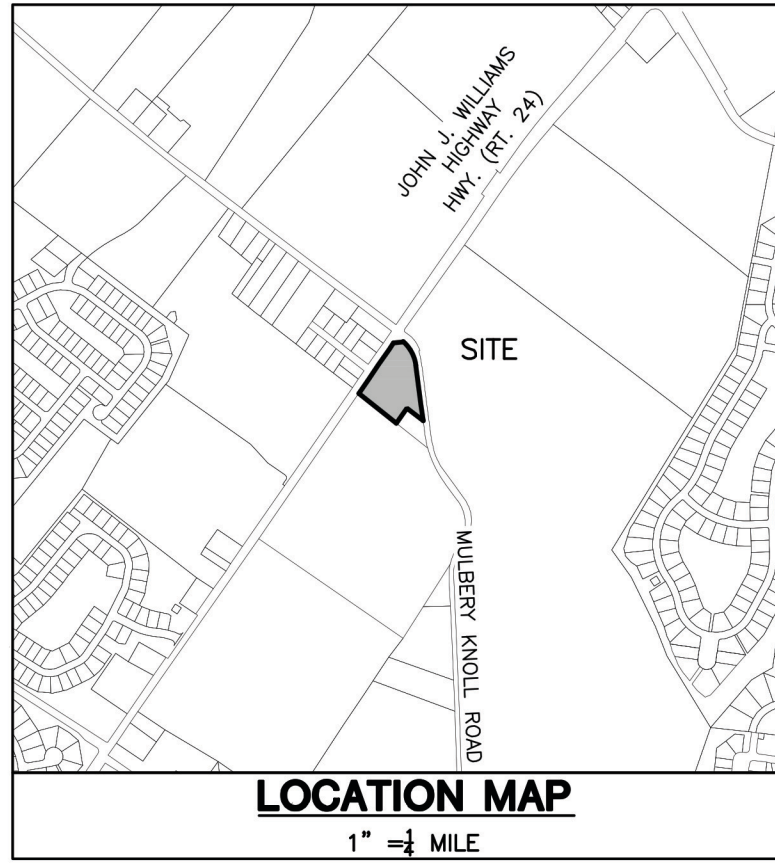 JOHN J. WILLIAMS
HIGHWAY
HWY. (RT. 24)
SITE
MULBERY KNOLL ROAD
LOCATION MAP
1" =¼ MILE